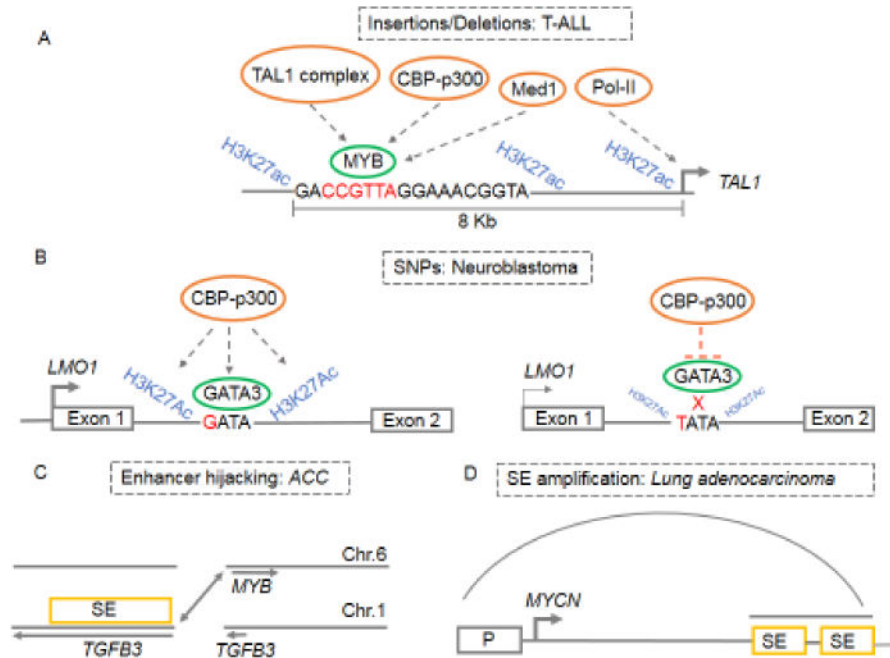 A
Insertions/Deletions: T-ALL
TAL1 complex
CBP-p300
Med1
Pol-II
H3K27ac
MYB
H3K27ac
H3K27ac
GACCGTTAGGAAACGGTA
TAL1
8 Kb
B
SNPs: Neuroblastoma
CBP-p300
CBP-p300
LMO1
H3K27Ac
GATA3
H3K27Ac
Exon 1
GATA
Exon 2
LMO1
GATA3
H3K27Ac
X
H3K27Ac
Exon 1
TATA
Exon 2
C
Enhancer hijacking: ACC
D
SE amplification: Lung adenocarcinoma
Chr.6
MYB
SE
Chr.1
TGFB3
TGFB3
MYCN
P
SE
SE